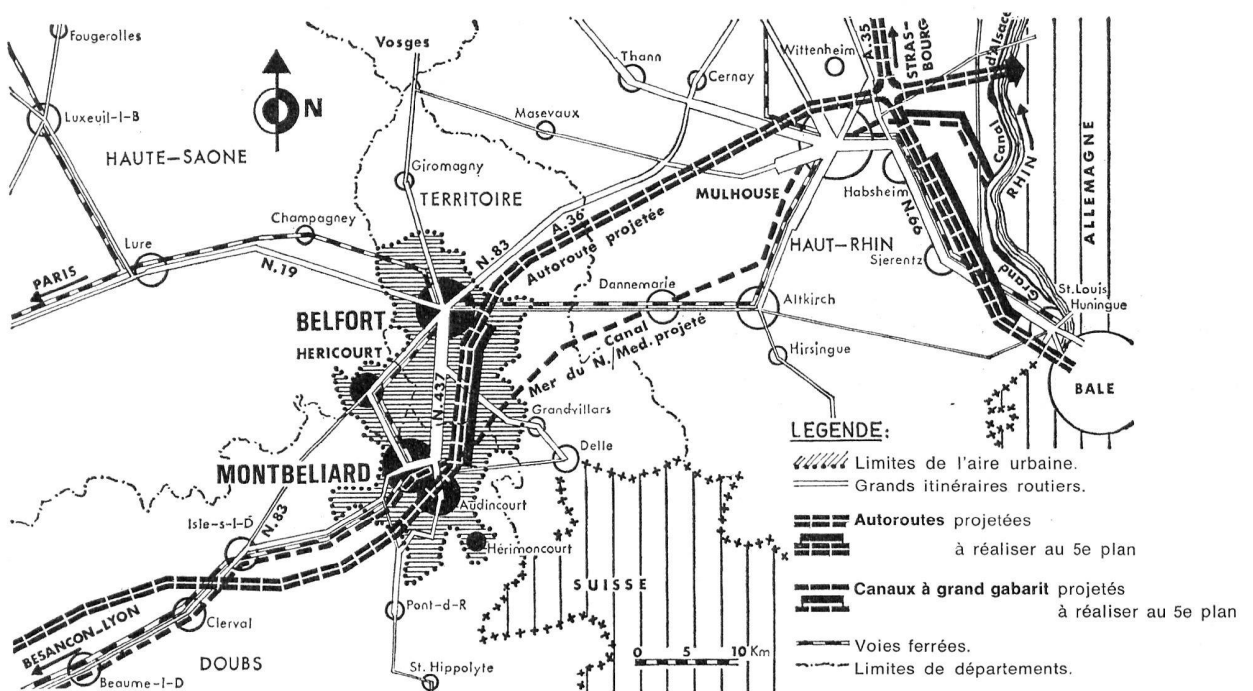 Fougerolles
Vosges
Thann
Wittenheim
A.35
STRAS-
BOURG
d'Alsace
Cernay
N
Luxeuil-l-B
Masevaux
Canal
HAUTE-SAONE
RHIN
ALLEMAGNE
Giromagny
TERRITOIRE
MULHOUSE
Habsheim
Champagney
N.66
A.36
Autoroute projetée
N.83
HAUT-RHIN
Sierentz
Lure
PARIS
N.19
Grand
Dannemarie
Altkirch
St.Louis
Huningue
BELFORT
Canal
Mer du N. Med. projeté
HERICOURT
Hirsingue
BALE
N.437
Grandvillars
Delle
MONTBELIARD
Audincourt
Isle-s-l-D
N.83
Hérimoncourt
SUISSE
Pont-d-R
Clerval
BESANCON-LYON
DOUBS
St. Hippolyte
Beaume-l-D
0 5 10 Km
LEGENDE:
Limites de l'aire urbaine.
Grands itinéraires routiers.
Autoroutes projetées
à réaliser au 5e plan
Canaux à grand gabarit projetés
à réaliser au 5e plan
Voies ferrées.
Limites de départements.